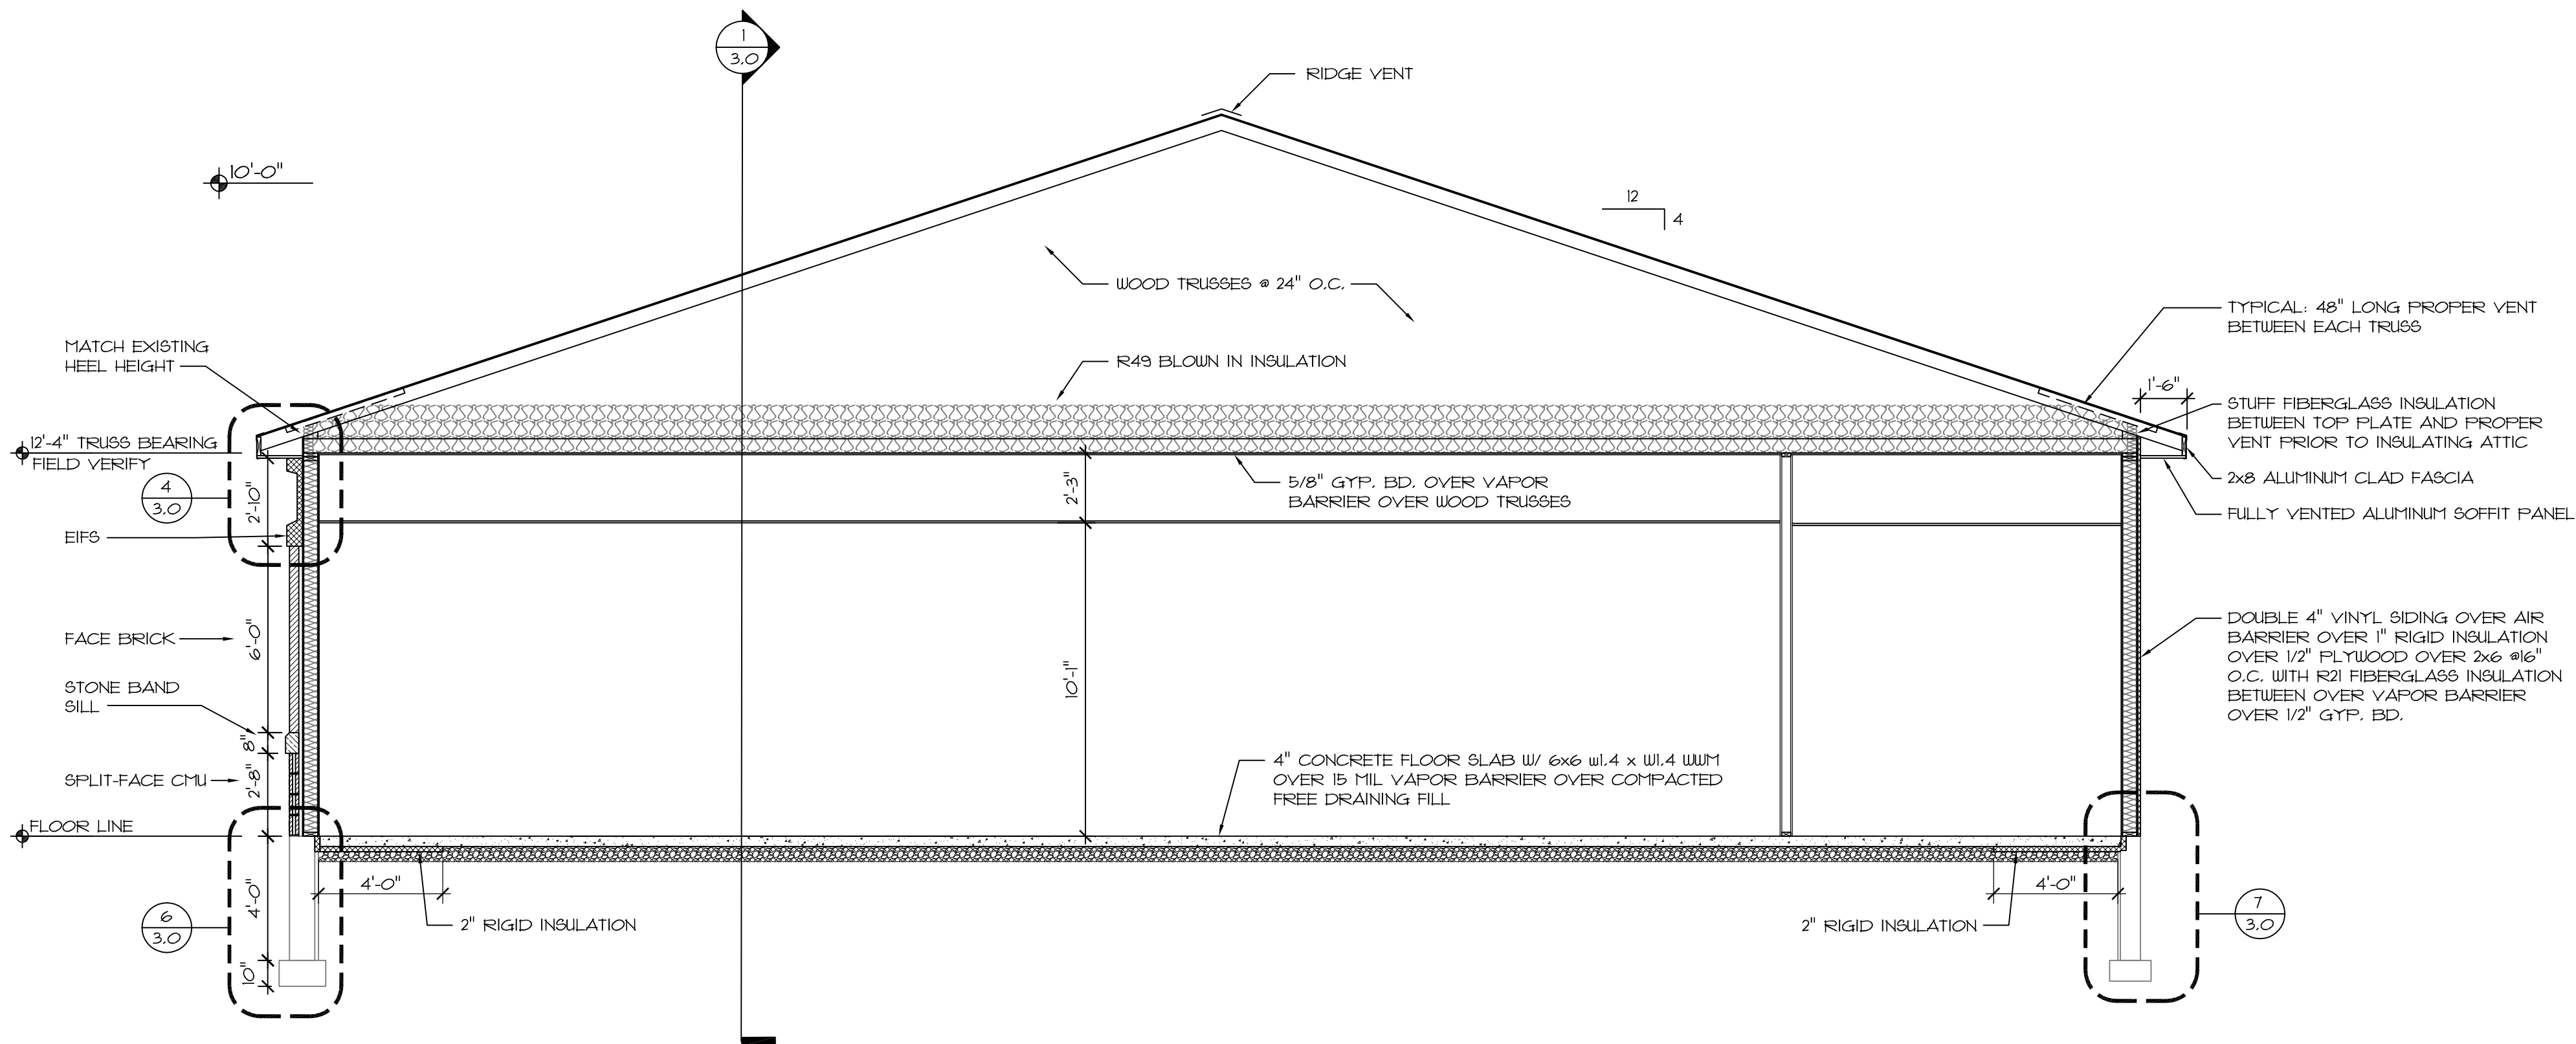 1
3.0
RIDGE VENT
10'-0"
12
4
WOOD TRUSSES @ 24" O.C.
TYPICAL: 48" LONG PROPER VENT
BETWEEN EACH TRUSS
MATCH EXISTING
HEEL HEIGHT
R49 BLOWN IN INSULATION
1'-6"
STUFF FIBERGLASS INSULATION
BETWEEN TOP PLATE AND PROPER
VENT PRIOR TO INSULATING ATTIC
12'-4" TRUSS BEARING
FIELD VERIFY
2x8 ALUMINUM CLAD FASCIA
4
3.0
2'-10"
2'-3"
5/8" GYP. BD. OVER VAPOR
BARRIER OVER WOOD TRUSSES
FULLY VENTED ALUMINUM SOFFIT PANEL
EIFS
FACE BRICK
6'-0"
10'-1"
DOUBLE 4" VINYL SIDING OVER AIR
BARRIER OVER 1" RIGID INSULATION
OVER 1/2" PLYWOOD OVER 2x6 @16"
O.C. WITH R21 FIBERGLASS INSULATION
BETWEEN OVER VAPOR BARRIER
OVER 1/2" GYP. BD.
STONE BAND
SILL
8"
SPLIT-FACE CMU
2'-8"
4" CONCRETE FLOOR SLAB W/ 6x6 w1.4 x W1.4 WWM
OVER 15 MIL VAPOR BARRIER OVER COMPACTED
FREE DRAINING FILL
FLOOR LINE
4'-0"
4'-0"
4'-0"
6
3.0
2" RIGID INSULATION
2" RIGID INSULATION
7
3.0
10"